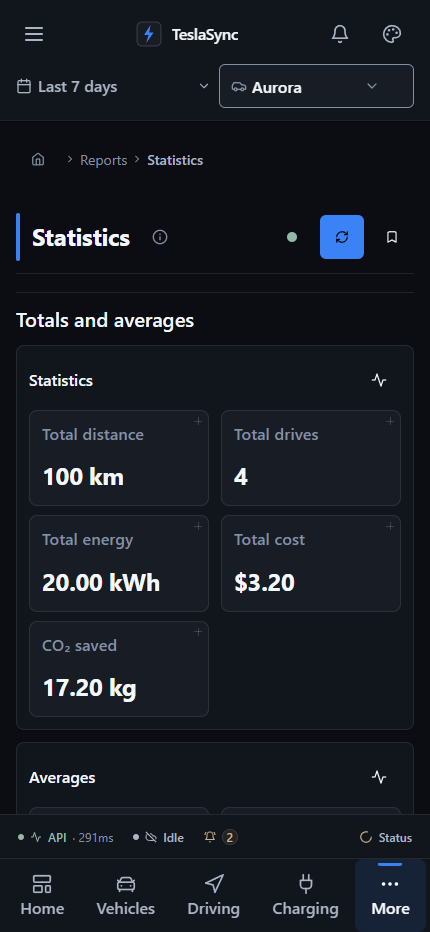 TeslaSync
Last 7 days
Aurora
Reports
Statistics
Statistics
Totals and averages
Statistics
Total distance
Total drives
100 km
4
Total energy
Total cost
20.00 kWh
$3.20
CO₂ saved
17.20 kg
Averages
API · 291ms
Idle
2
Status
Home
Vehicles
Driving
Charging
More